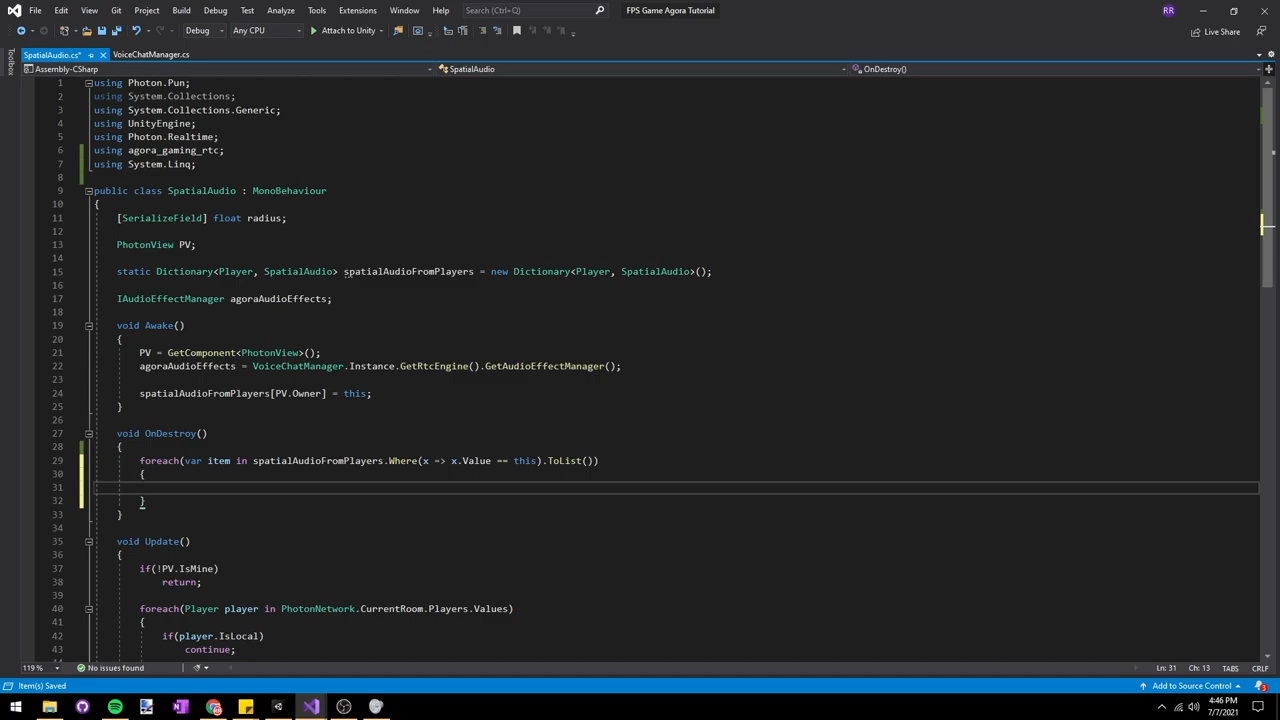 File Edit View Git Project Build Debug Test Analyze Tools Extensions Window Help Search (Ctrl+Q) FPS Game Agora Tutorial RR
Debug Any CPU Attach to Unity Live Share
Toolbox SpatialAudio.cs* VoiceChatManager.cs
Assembly-CSharp SpatialAudio OnDestroy()
1 using Photon.Pun;
2 using System.Collections;
3 using System.Collections.Generic;
4 using UnityEngine;
5 using Photon.Realtime;
6 using agora_gaming_rtc;
7 using System.Linq;
8
9 public class SpatialAudio : MonoBehaviour
10 {
11 [SerializeField] float radius;
12
13 PhotonView PV;
14
15 static Dictionary<Player, SpatialAudio> spatialAudioFromPlayers = new Dictionary<Player, SpatialAudio>();
16
17 IAudioEffectManager agoraAudioEffects;
18
19 void Awake()
20 {
21 PV = GetComponent<PhotonView>();
22 agoraAudioEffects = VoiceChatManager.Instance.GetRtcEngine().GetAudioEffectManager();
23
24 spatialAudioFromPlayers[PV.Owner] = this;
25 }
26
27 void OnDestroy()
28 {
29 foreach(var item in spatialAudioFromPlayers.Where(x => x.Value == this).ToList())
30 {
31
32 }
33 }
34
35 void Update()
36 {
37 if(!PV.IsMine)
38 return;
39
40 foreach(Player player in PhotonNetwork.CurrentRoom.Players.Values)
41 {
42 if(player.IsLocal)
43 continue;
119 % No issues found Ln: 31 Ch: 13 TABS CRLF
Item(s) Saved Add to Source Control 3
4:46 PM
7/7/2021